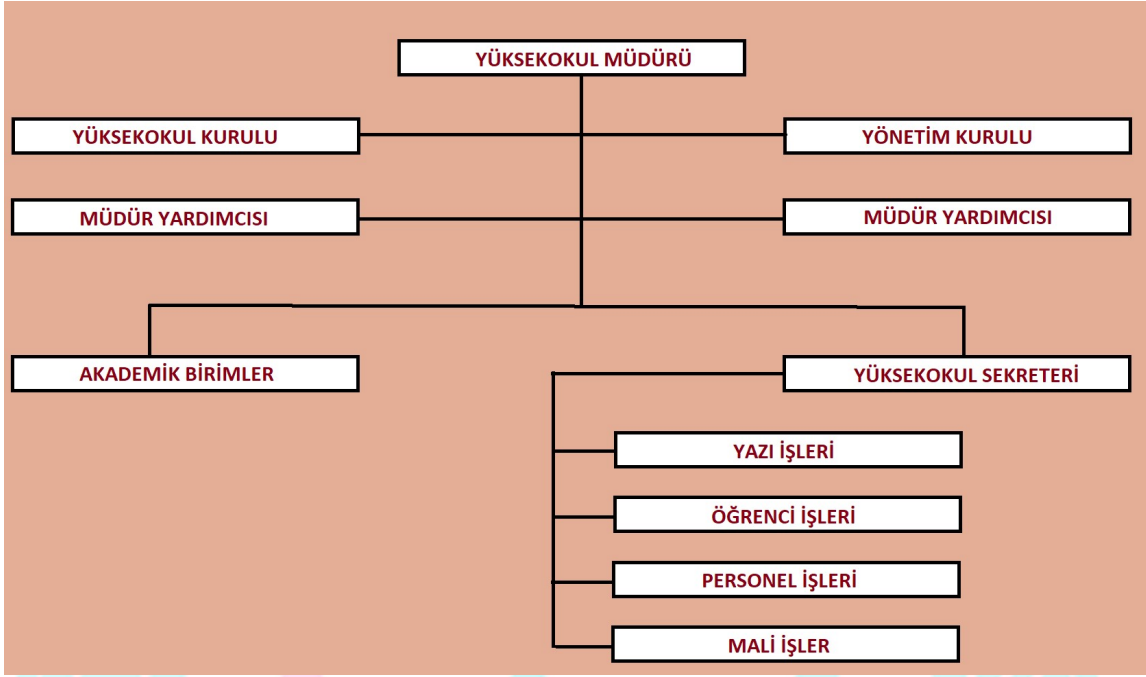 YÜKSEKOKUL MÜDÜRÜ
YÜKSEKOKUL KURULU
YÖNETİM KURULU
MÜDÜR YARDIMCISI
MÜDÜR YARDIMCISI
AKADEMİK BİRİMLER
YÜKSEKOKUL SEKRETERİ
YAZI İŞLERİ
ÖĞRENCİ İŞLERİ
PERSONEL İŞLERİ
MALİ İŞLER